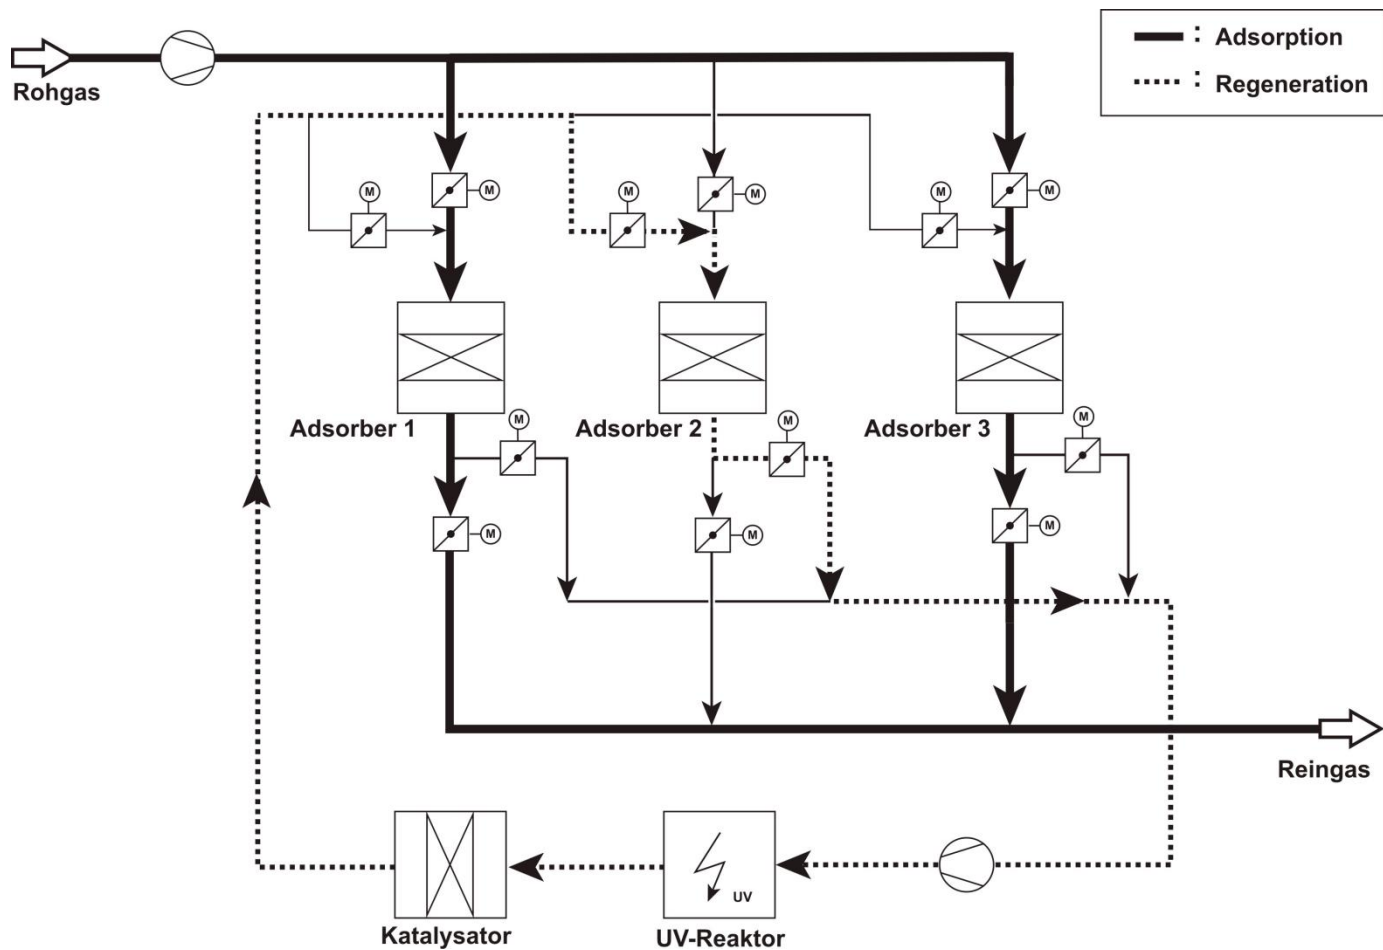 : Adsorption
: Regeneration
Rohgas
M
M
M
M
M
M
Adsorber 1
Adsorber 2
Adsorber 3
M
M
M
M
M
M
Reingas
UV
Katalysator
UV-Reaktor